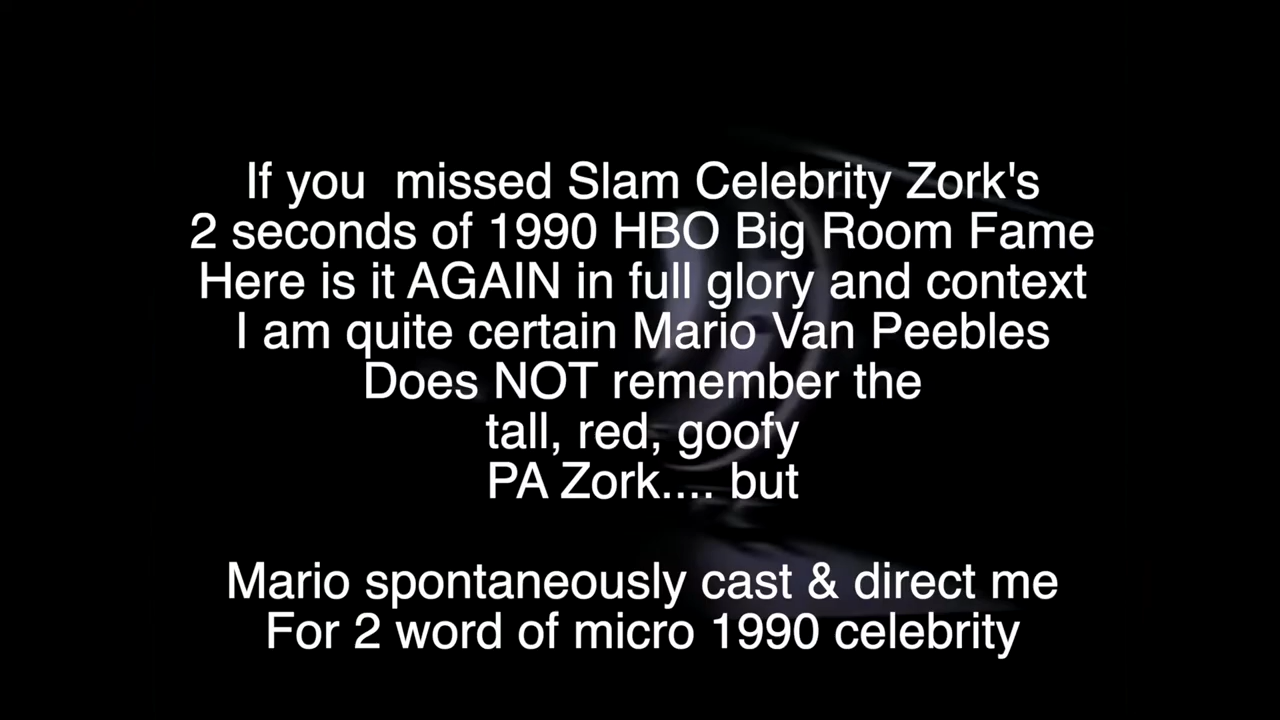 If you  missed Slam Celebrity Zork's
2 seconds of 1990 HBO Big Room Fame
Here is it AGAIN in full glory and context
I am quite certain Mario Van Peebles
Does NOT remember the
tall, red, goofy
PA Zork.... but
Mario spontaneously cast & direct me
For 2 word of micro 1990 celebrity